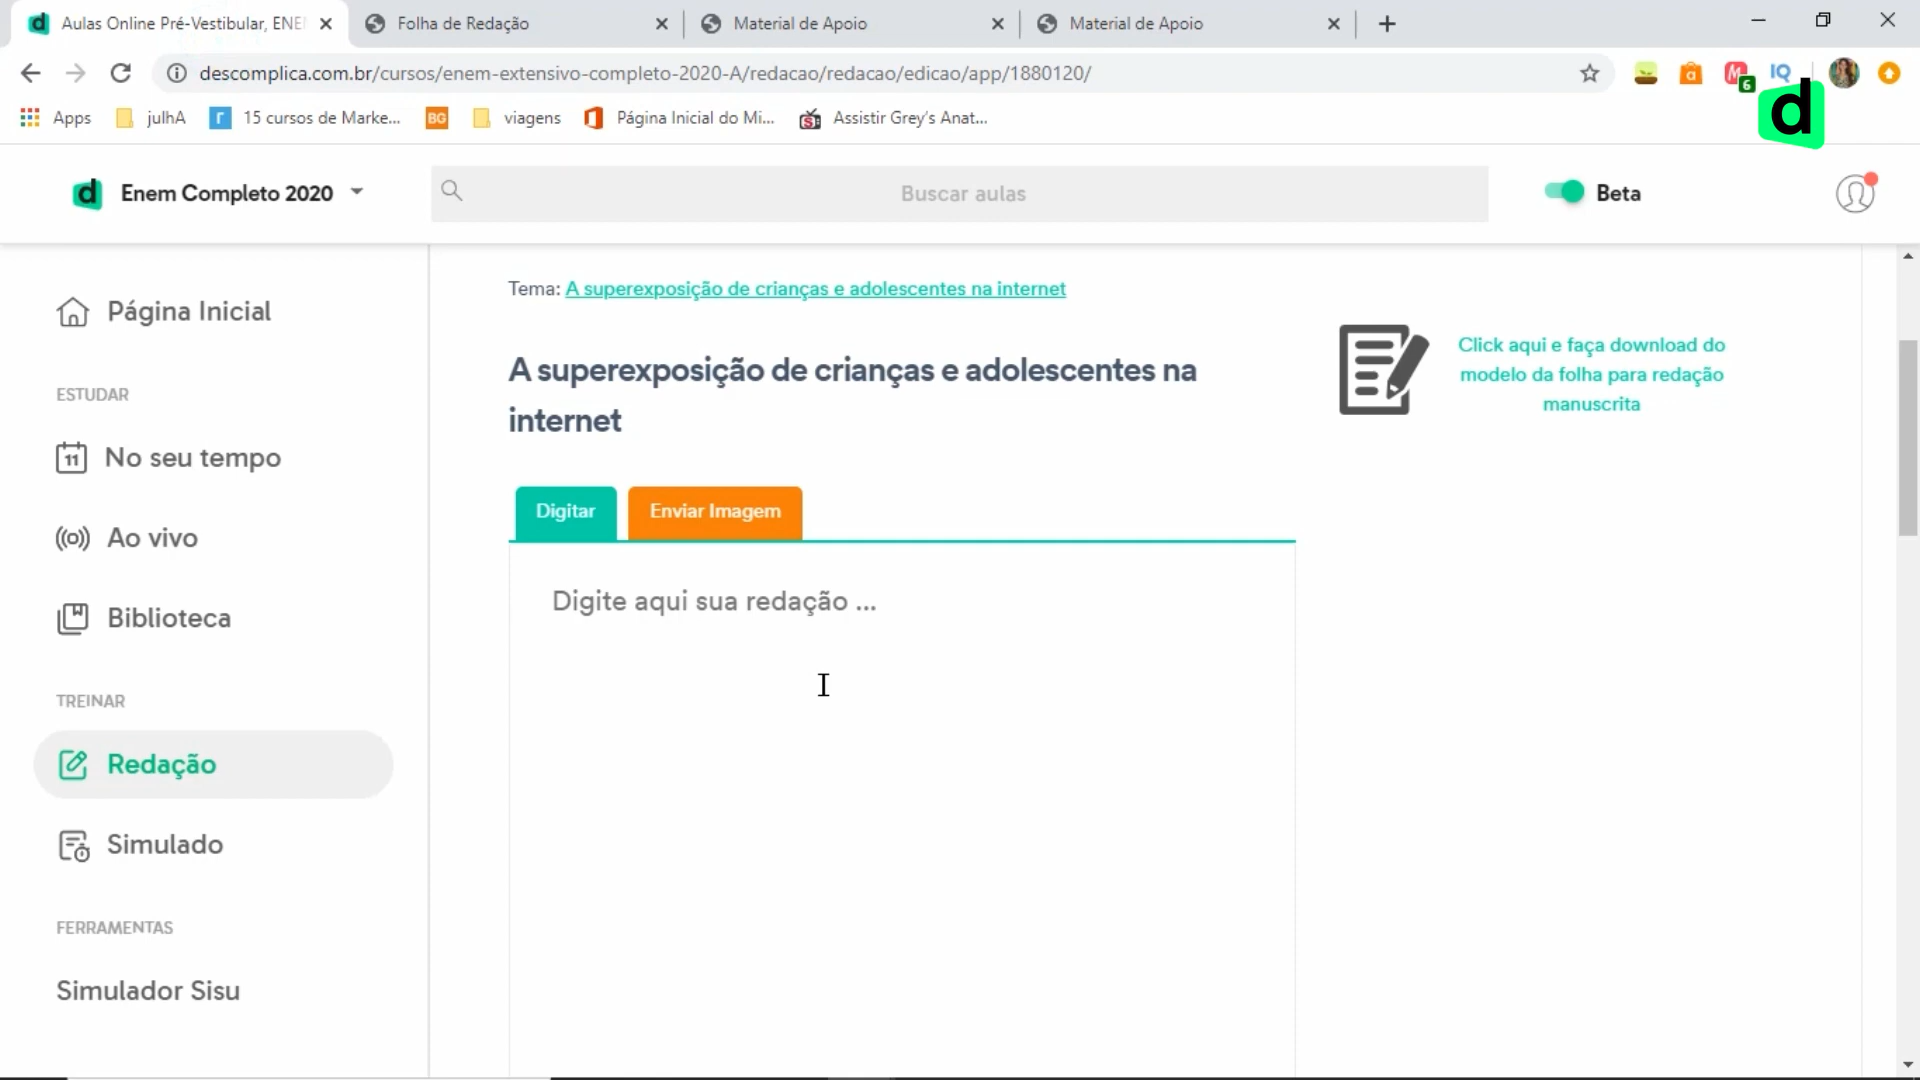 Aulas Online Pré-Vestibular, ENE
Folha de Redação
Material de Apoio
Material de Apoio
descomplica.com.br/cursos/enem-extensivo-completo-2020-A/redacao/redacao/edicao/app/1880120/
6
IQ
Apps
julhA
15 cursos de Marke...
BG
viagens
Página Inicial do Mi...
Assistir Grey's Anat...
d
d
Enem Completo 2020
Buscar aulas
Beta
Página Inicial
ESTUDAR
11
No seu tempo
Ao vivo
Biblioteca
TREINAR
Redação
Simulado
FERRAMENTAS
Simulador Sisu
Tema: A superexposição de crianças e adolescentes na internet
A superexposição de crianças e adolescentes na
internet
Click aqui e faça download do
modelo da folha para redação
manuscrita
Digitar
Enviar Imagem
Digite aqui sua redação ...